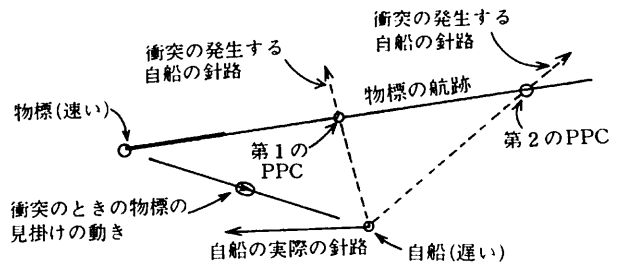 衝突の発生する
自船の針路
衝突の発生する
自船の針路
物標(速い)
物標の航跡
第1の
PPC
第2のPPC
衝突のときの物標の
見掛けの動き
自船の実際の針路
自船(遅い)